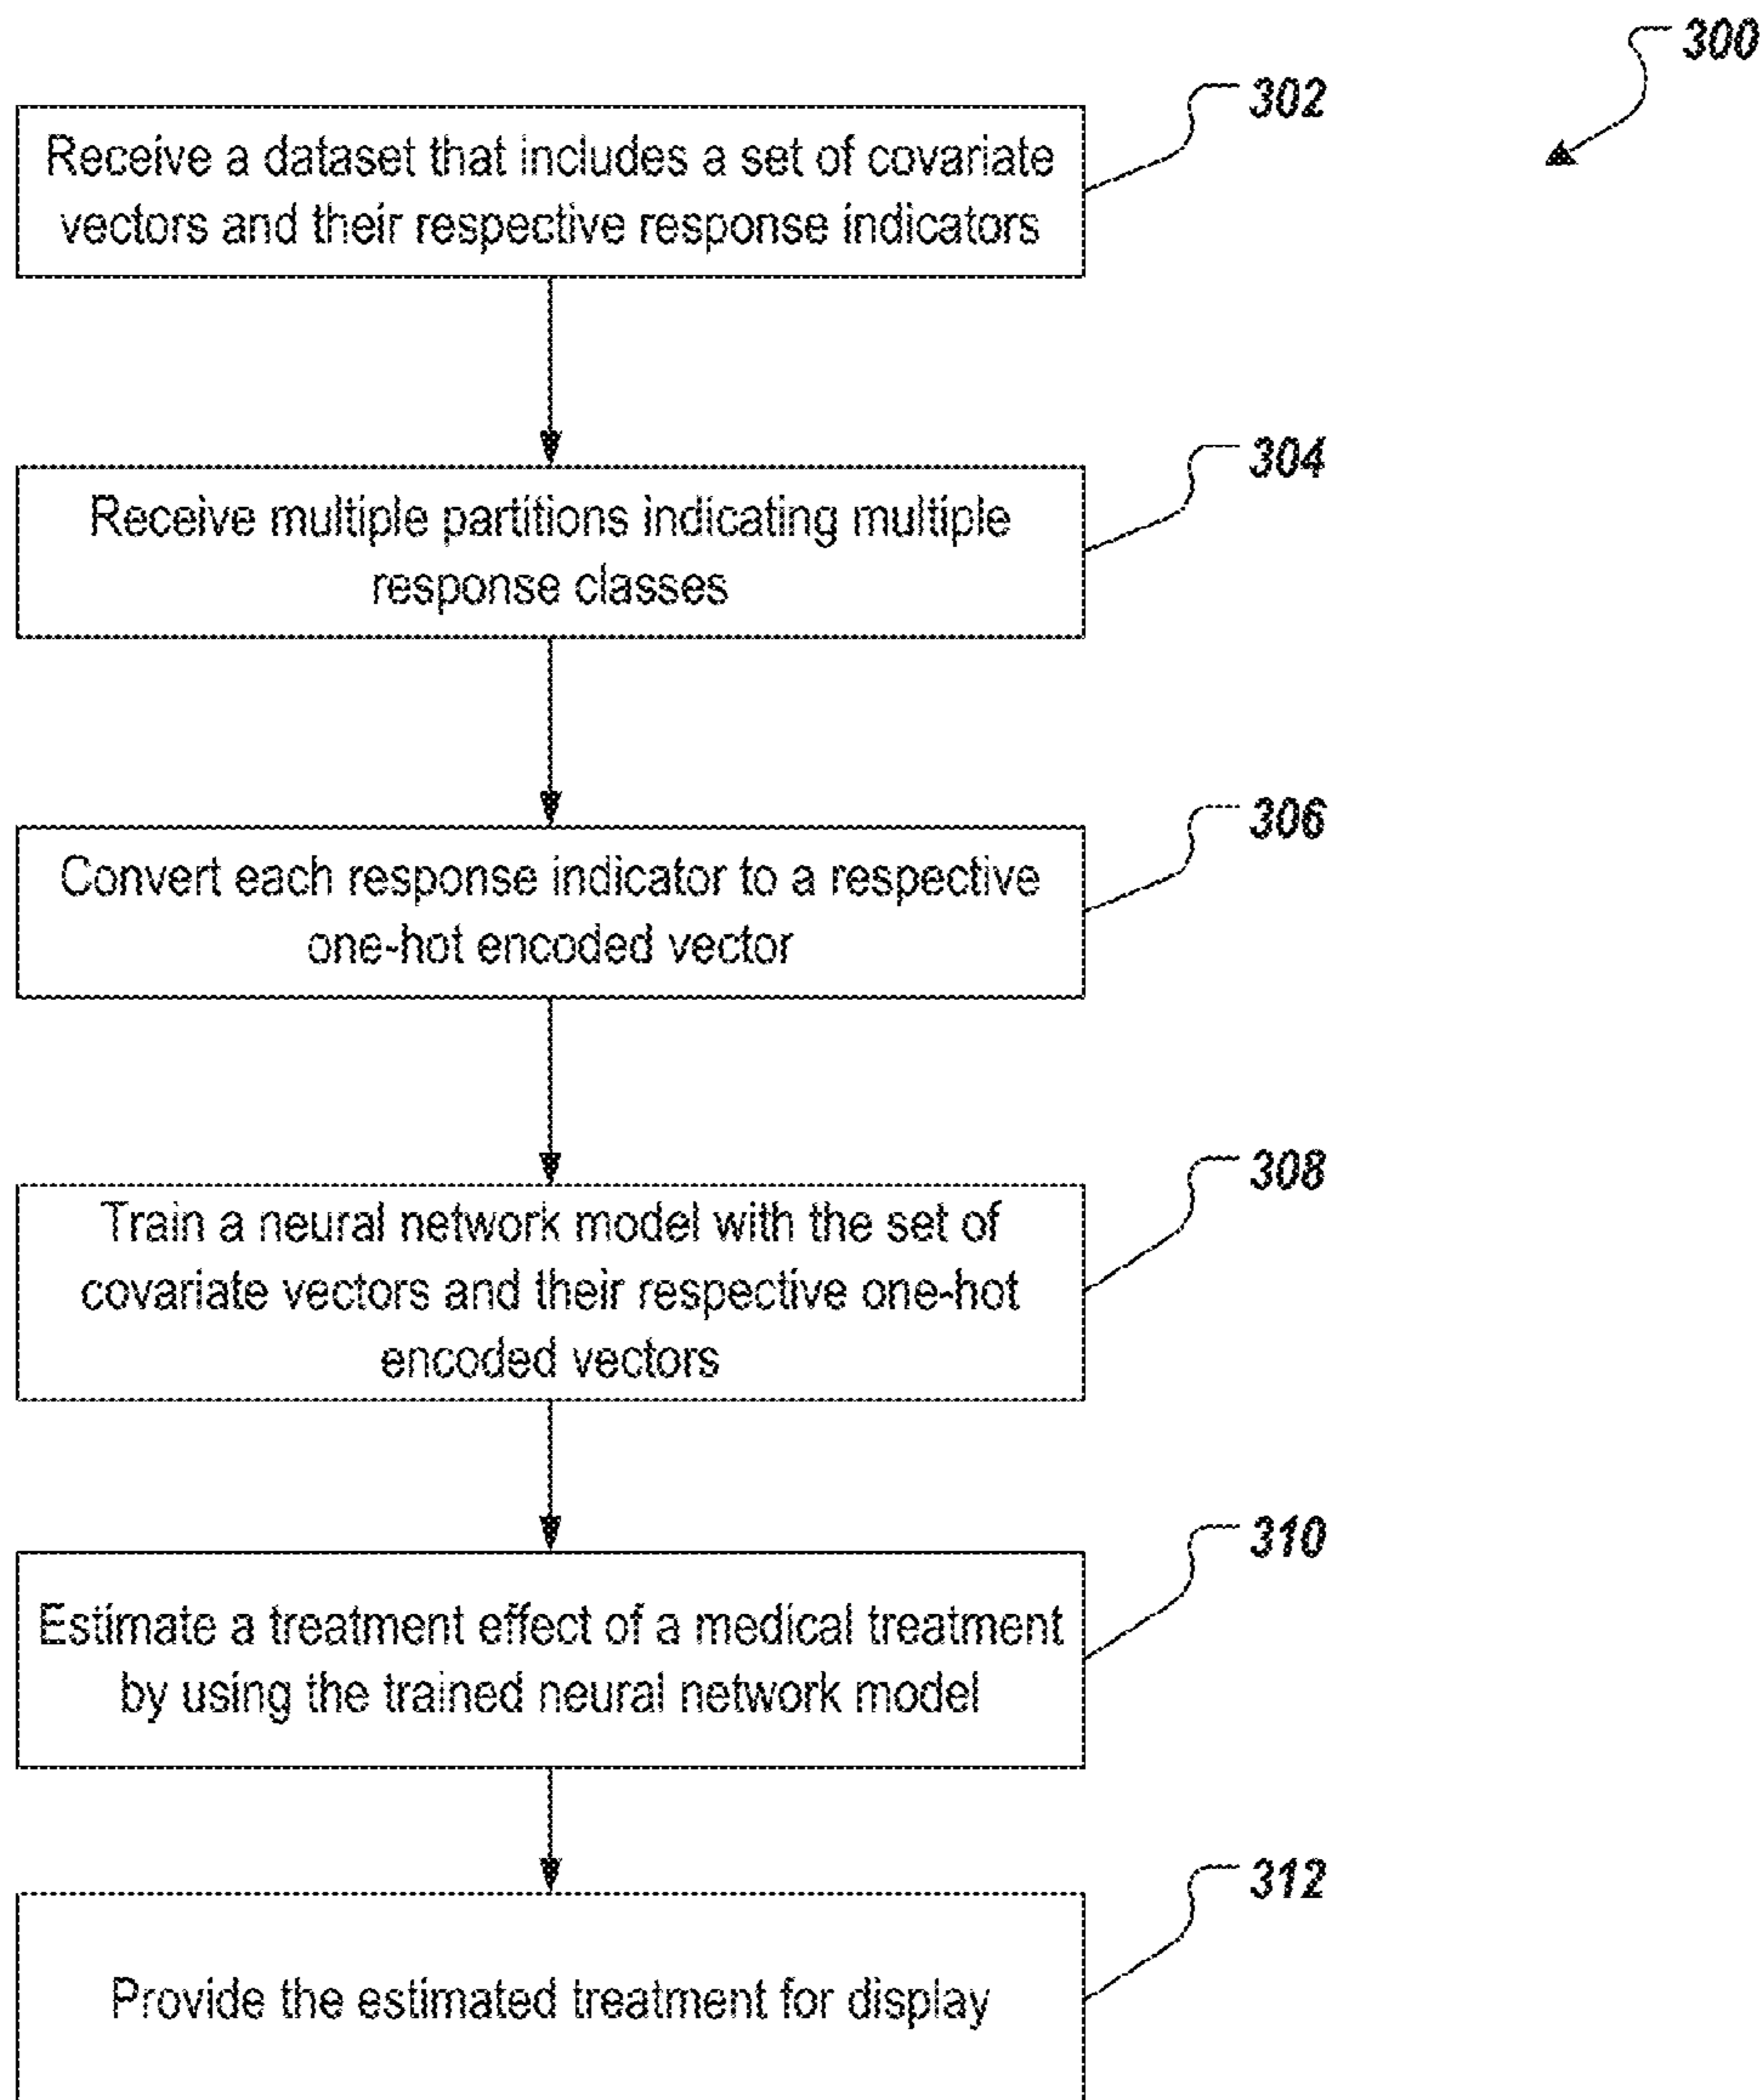 300
302
Receive a dataset that includes a set of covariate
vectors and their respective response indicators
304
Receive multiple partitions indicating multiple
response classes
306
Convert each response indicator to a respective
one-hot encoded vector
308
Train a neural network model with the set of
covariate vectors and their respective one-hot
encoded vectors
310
Estimate a treatment effect of a medical treatment
by using the trained neural network model
312
Provide the estimated treatment for display